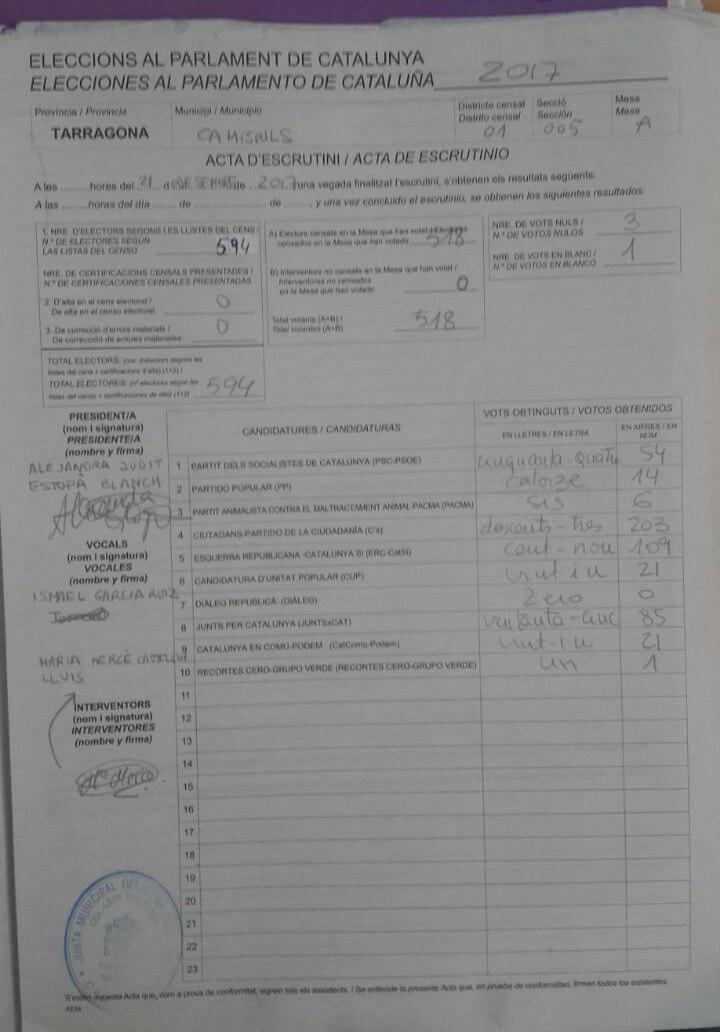 ELECCIONS AL PARLAMENT DE CATALUNYA
ELECCIONES AL PARLAMENTO DE CATALUÑA 2017
Província / Provincia
TARRAGONA
Municipi / Municipio
CAMBRILS
Districte censal
Distrito censal
01
Secció
Sección
005
Mesa
Mesa
A
ACTA D'ESCRUTINI / ACTA DE ESCRUTINIO
A les ......... hores del 21 de DESEMBRE de 2017 una vegada finalitzat l'escrutini, s'obtenen els resultats següents:
A las ......... horas del día ...... de ...... de ......, y una vez concluido el escrutinio, se obtienen los siguientes resultados:
1. NRE. D'ELECTORS SEGONS LES LLISTES DEL CENS /
N.º DE ELECTORES SEGÚN
LAS LISTAS DEL CENSO 594
NRE. DE CERTIFICACIONS CENSALS PRESENTADES /
N.º DE CERTIFICACIONES CENSALES PRESENTADAS
2. D'alta en el cens electoral /
De alta en el censo electoral: 0
3. De correcció d'errors materials /
De corrección de errores materiales: 0
TOTAL ELECTORS: (nre. d'electors segons les
llistes del cens + certificacions d'alta) (1+2) /
TOTAL ELECTORES: (nº electores según las
listas del censo + certificaciones de alta) (1+2) 594
A) Electors censats en la Mesa que han votat / Electores
censados en la Mesa que han votado 518
B) Interventors no censats en la Mesa que han votat /
Interventores no censados
en la Mesa que han votado 0
Total votants (A+B) /
Total votantes (A+B) 518
NRE. DE VOTS NULS /
N.º DE VOTOS NULOS 3
NRE. DE VOTS EN BLANC /
N.º DE VOTOS EN BLANCO 1
PRESIDENT/A
(nom i signatura)
PRESIDENTE/A
(nombre y firma)
ALEJANDRA JUDIT
ESTOPÀ BLANCH
VOCALS
(nom i signatura)
VOCALES
(nombre y firma)
ISMAEL GARCIA RUIZ
MARIA MERCÈ
LLVIS
INTERVENTORS
(nom i signatura)
INTERVENTORES
(nombre y firma)
Mª Mercè
CANDIDATURES / CANDIDATURAS
VOTS OBTINGUTS / VOTOS OBTENIDOS
EN LLETRES / EN LETRA
EN XIFRES / EN NUM
1 PARTIT DELS SOCIALISTES DE CATALUNYA (PSC-PSOE) cinquanta-quatre 54
2 PARTIDO POPULAR (PP) catorze 14
3 PARTIT ANIMALISTA CONTRA EL MALTRACTAMENT ANIMAL-PACMA (PACMA) sis 6
4 CIUTADANS-PARTIDO DE LA CIUDADANÍA (C's) doscents-tres 203
5 ESQUERRA REPUBLICANA -CATALUNYA SÍ (ERC-CatSí) cent-nou 109
6 CANDIDATURA D'UNITAT POPULAR (CUP) vint i u 21
7 DIÀLEG REPUBLICÀ (DIÀLEG) Zero 0
8 JUNTS PER CATALUNYA (JUNTSxCAT) vuitanta-cinc 85
9 CATALUNYA EN COMÚ-PODEM (CatComú-Podem) vint-i-u 21
10 RECORTES CERO-GRUPO VERDE (RECORTES CERO-GRUPO VERDE) un 1
11
12
13
14
15
16
17
18
19
20
21
22
23
JUNTA MUNICIPAL DEL
S'estén aquesta Acta que, com a prova de conformitat, signen tots els assistents. / Se extiende la presente Acta que, en prueba de conformidad, firman todos los asistentes.